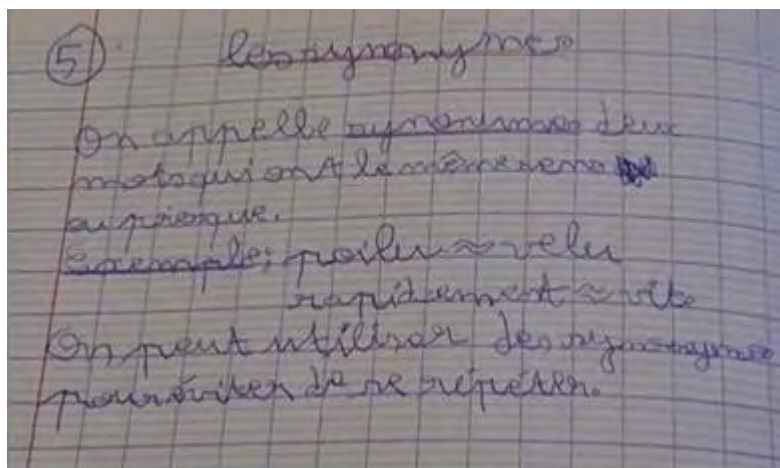 5 les synonymes
On appelle synonimes deux
mots qui ont le même sens
ou presque.
Exemple: poilu ≈ velu
rapidement ≈ vite
On peut utiliser des synonymes
pour éviter de se répéter.